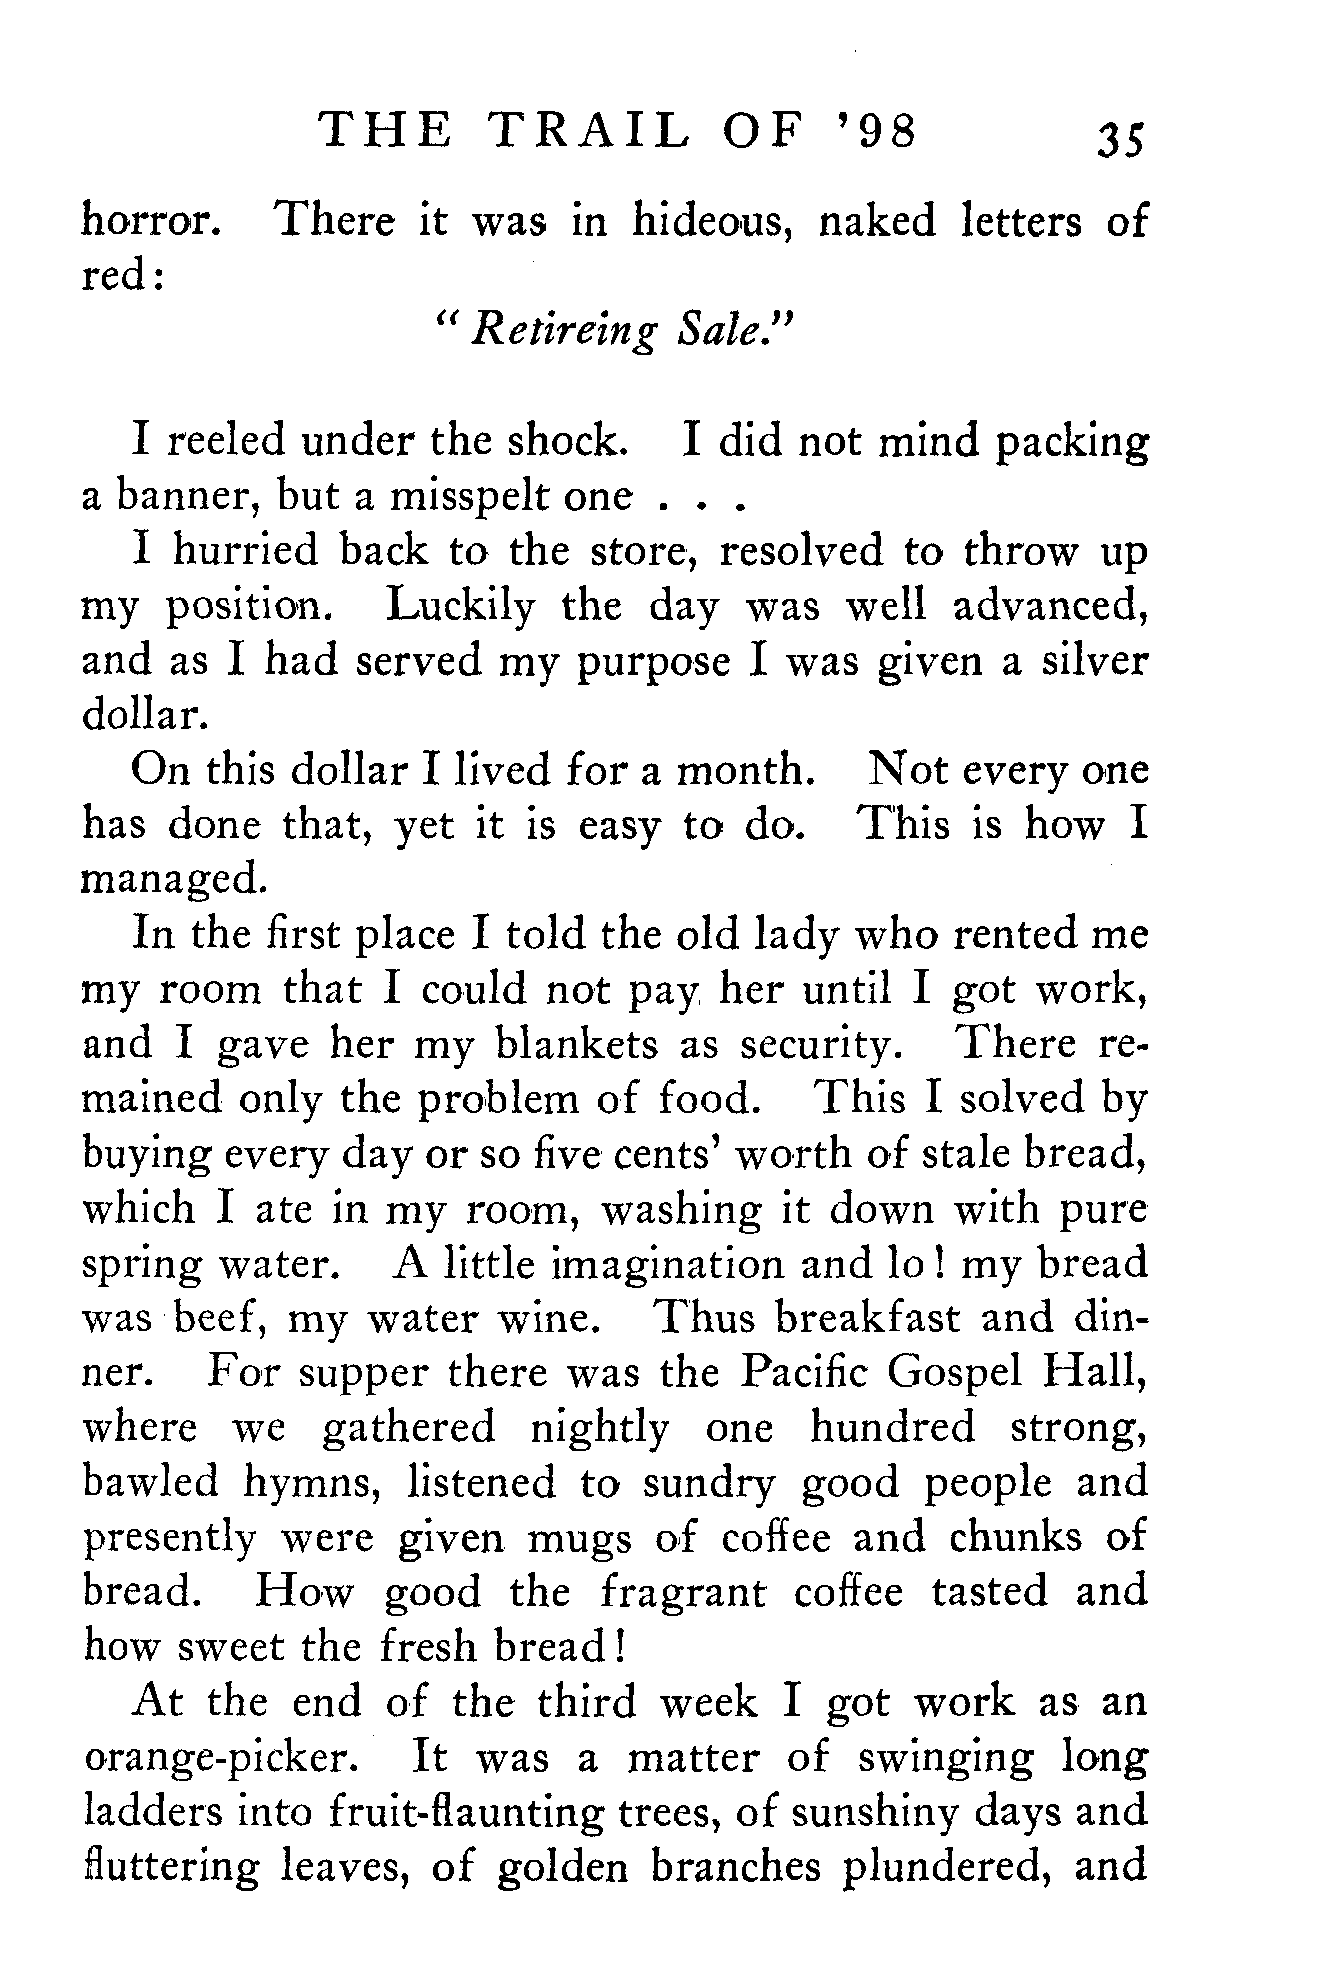 THE TRAIL OF '98 35
horror. There it was in hideous, naked letters of
red:
"Retireing Sale."
I reeled under the shock. I did not mind packing
a banner, but a misspelt one . . .
I hurried back to the store, resolved to throw up
my position. Luckily the day was well advanced,
and as I had served my purpose I was given a silver
dollar.
On this dollar I lived for a month. Not every one
has done that, yet it is easy to do. This is how I
managed.
In the first place I told the old lady who rented me
my room that I could not pay her until I got work,
and I gave her my blankets as security. There re-
mained only the problem of food. This I solved by
buying every day or so five cents' worth of stale bread,
which I ate in my room, washing it down with pure
spring water. A little imagination and lo! my bread
was beef, my water wine. Thus breakfast and din-
ner. For supper there was the Pacific Gospel Hall,
where we gathered nightly one hundred strong,
bawled hymns, listened to sundry good people and
presently were given mugs of coffee and chunks of
bread. How good the fragrant coffee tasted and
how sweet the fresh bread!
At the end of the third week I got work as an
orange-picker. It was a matter of swinging long
ladders into fruit-flaunting trees, of sunshiny days and
fluttering leaves, of golden branches plundered, and